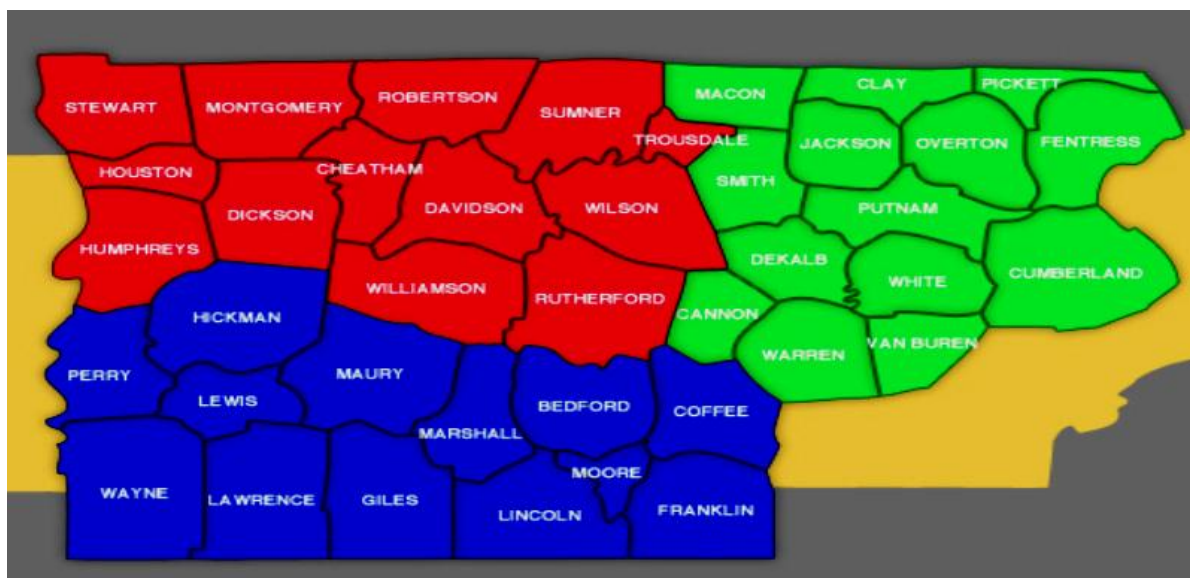 STEWART
MONTGOMERY
ROBERTSON
SUMNER
MACON
CLAY
PICKETT
TROUSDALE
JACKSON
OVERTON
FENTRESS
HOUSTON
CHEATHAM
SMITH
DICKSON
DAVIDSON
WILSON
PUTNAM
HUMPHREYS
DEKALB
CUMBERLAND
WHITE
WILLIAMSON
RUTHERFORD
CANNON
HICKMAN
WARREN
VAN BUREN
PERRY
MAURY
LEWIS
BEDFORD
COFFEE
MARSHALL
MOORE
WAYNE
LAWRENCE
GILES
LINCOLN
FRANKLIN